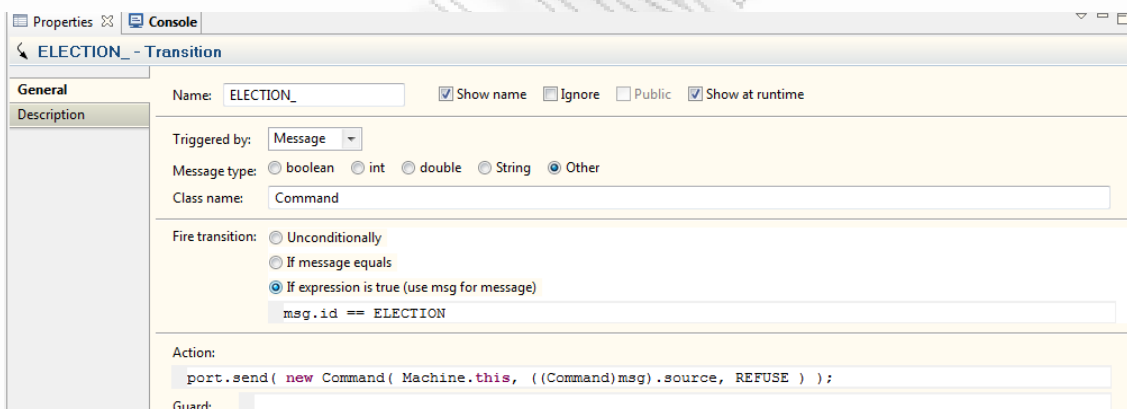 Properties Console
ELECTION_ - Transition
General
Description
Name: ELECTION_ Show name Ignore Public Show at runtime
Triggered by: Message
Message type: boolean int double String Other
Class name: Command
Fire transition: Unconditionally
If message equals
If expression is true (use msg for message)
msg.id == ELECTION
Action:
port.send( new Command( Machine.this, ((Command)msg).source, REFUSE ) );
Guard: